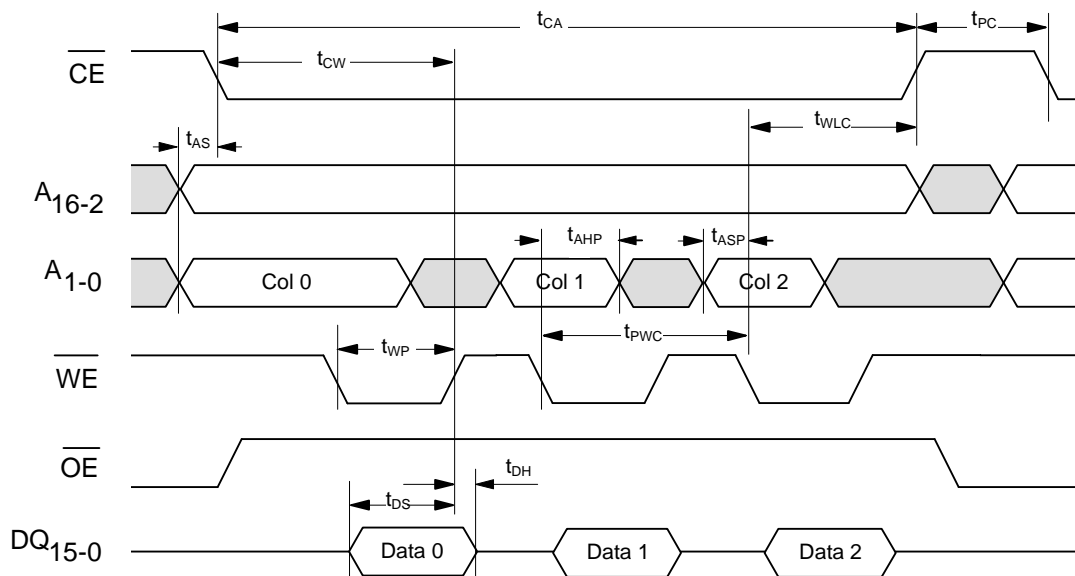 tCA
tPC
CE
tCW
tWLC
tAS
A16-2
tAHP
tASP
A1-0
Col 0
Col 1
Col 2
tWP
tPWC
WE
OE
tDH
tDS
DQ15-0
Data 0
Data 1
Data 2